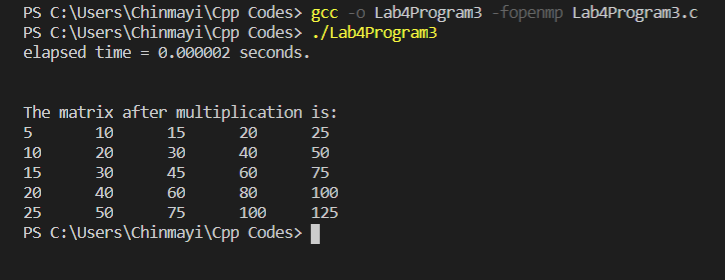 PS C:\Users\Chinmayi\Cpp Codes> gcc -o Lab4Program3 -fopenmp Lab4Program3.c
PS C:\Users\Chinmayi\Cpp Codes> ./Lab4Program3
elapsed time = 0.000002 seconds.
The matrix after multiplication is:
5 10 15 20 25
10 20 30 40 50
15 30 45 60 75
20 40 60 80 100
25 50 75 100 125
PS C:\Users\Chinmayi\Cpp Codes>